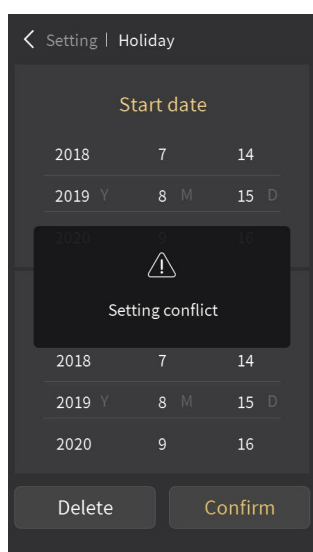 Setting | Holiday
Start date
2018 7 14
2019 Y 8 M 15 D
2020 9 16
Setting conflict
2018 7 14
2019 Y 8 M 15 D
2020 9 16
Delete Confirm